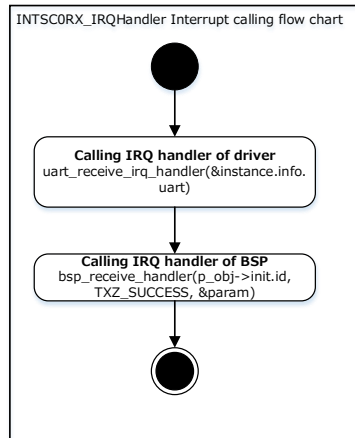 INTSC0RX_IRQHandler Interrupt calling flow chart
Calling IRQ handler of driver
uart_receive_irq_handler(&instance.info.
uart)
Calling IRQ handler of BSP
bsp_receive_handler(p_obj->init.id,
TXZ_SUCCESS, &param)